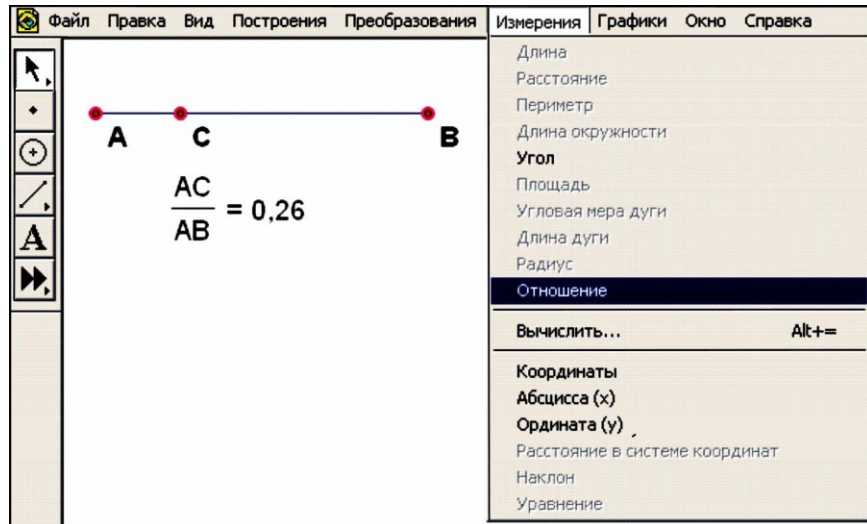 Файл Правка Вид Построения Преобразования Измерения Графики Окно Справка
A C B
AC
AB
= 0,26
A
Длина
Расстояние
Периметр
Длина окружности
Угол
Площадь
Угловая мера дуги
Длина дуги
Радиус
Отношение
Вычислить... Alt+=
Координаты
Абсцисса (x)
Ордината (y)
Расстояние в системе координат
Наклон
Уравнение